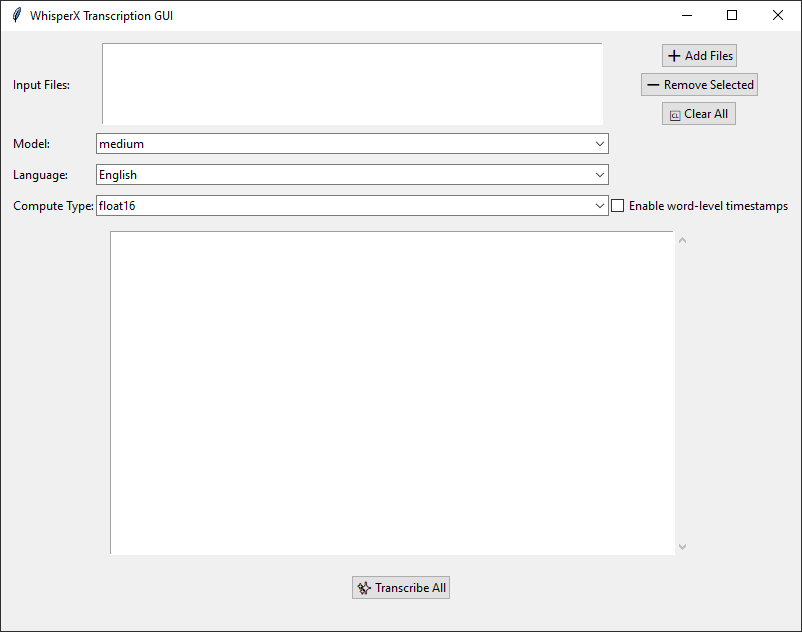 WhisperX Transcription GUI
Input Files:
➕ Add Files
➖ Remove Selected
🆑 Clear All
Model: medium
Language: English
Compute Type: float16 Enable word-level timestamps
Transcribe All